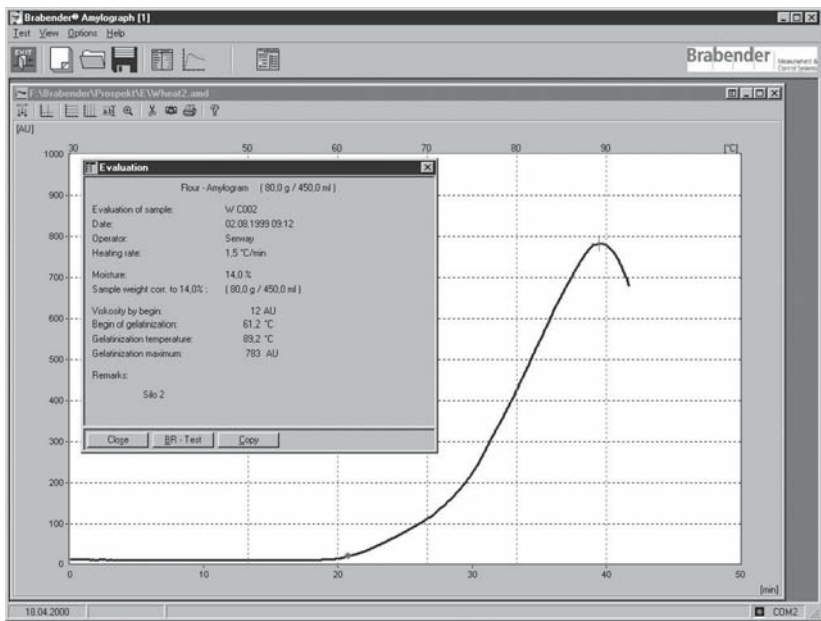 Brabender® Amylograph [1]
Test View Options Help
EXIT
Brabender
Measurement &
Control Systems
F:\Brabender\Prospekt\E\Wheat2.amd
[AU]
30 50 60 70 80 90 [°C]
1000
Evaluation
Flour - Amylogram ( 80,0 g / 450,0 ml )
900
Evaluation of sample: W C002
Date: 02.08.1999 09:12
800
Operator: Serway
Heating rate: 1,5 °C/min
Moisture: 14,0 %
700
Sample weight corr. to 14,0% : ( 80,0 g / 450,0 ml )
Viskosity by begin: 12 AU
600
Begin of gelatinization: 61,2 °C
Gelatinization temperature: 89,2 °C
Gelatinization maximum: 783 AU
500
Remarks:
Silo 2
400
Close BR - Test Copy
300
200
100
0
0 10 20 30 40 50
[min]
18.04.2000 COM2